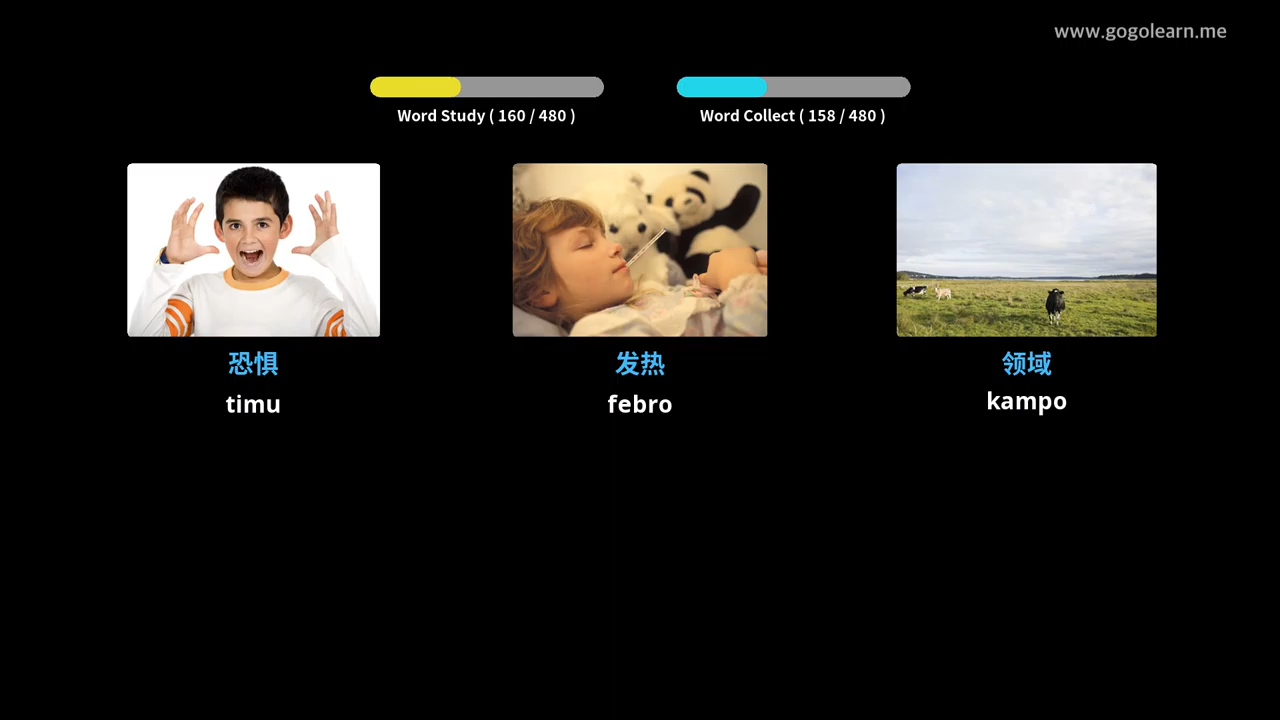 www.gogolearn.me
Word Study ( 160 / 480 )
Word Collect ( 158 / 480 )
恐惧
发热
领域
timu
febro
kampo